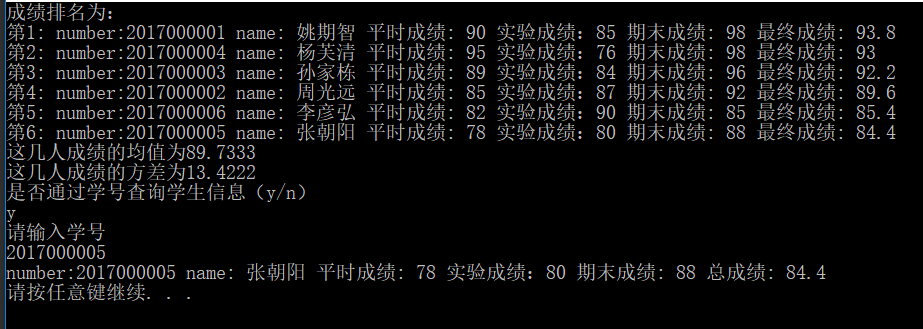 成绩排名为：
第1: number:2017000001 name: 姚期智 平时成绩: 90 实验成绩：85 期末成绩: 98 最终成绩: 93.8
第2: number:2017000004 name: 杨芙清 平时成绩: 95 实验成绩：76 期末成绩: 98 最终成绩: 93
第3: number:2017000003 name: 孙家栋 平时成绩: 89 实验成绩：84 期末成绩: 96 最终成绩: 92.2
第4: number:2017000002 name: 周光远 平时成绩: 85 实验成绩：87 期末成绩: 92 最终成绩: 89.6
第5: number:2017000006 name: 李彦弘 平时成绩: 82 实验成绩：90 期末成绩: 85 最终成绩: 85.4
第6: number:2017000005 name: 张朝阳 平时成绩: 78 实验成绩：80 期末成绩: 88 最终成绩: 84.4
这几人成绩的均值为89.7333
这几人成绩的方差为13.4222
是否通过学号查询学生信息（y/n）
y
请输入学号
2017000005
number:2017000005 name: 张朝阳 平时成绩: 78 实验成绩：80 期末成绩: 88 总成绩: 84.4
请按任意键继续. . .